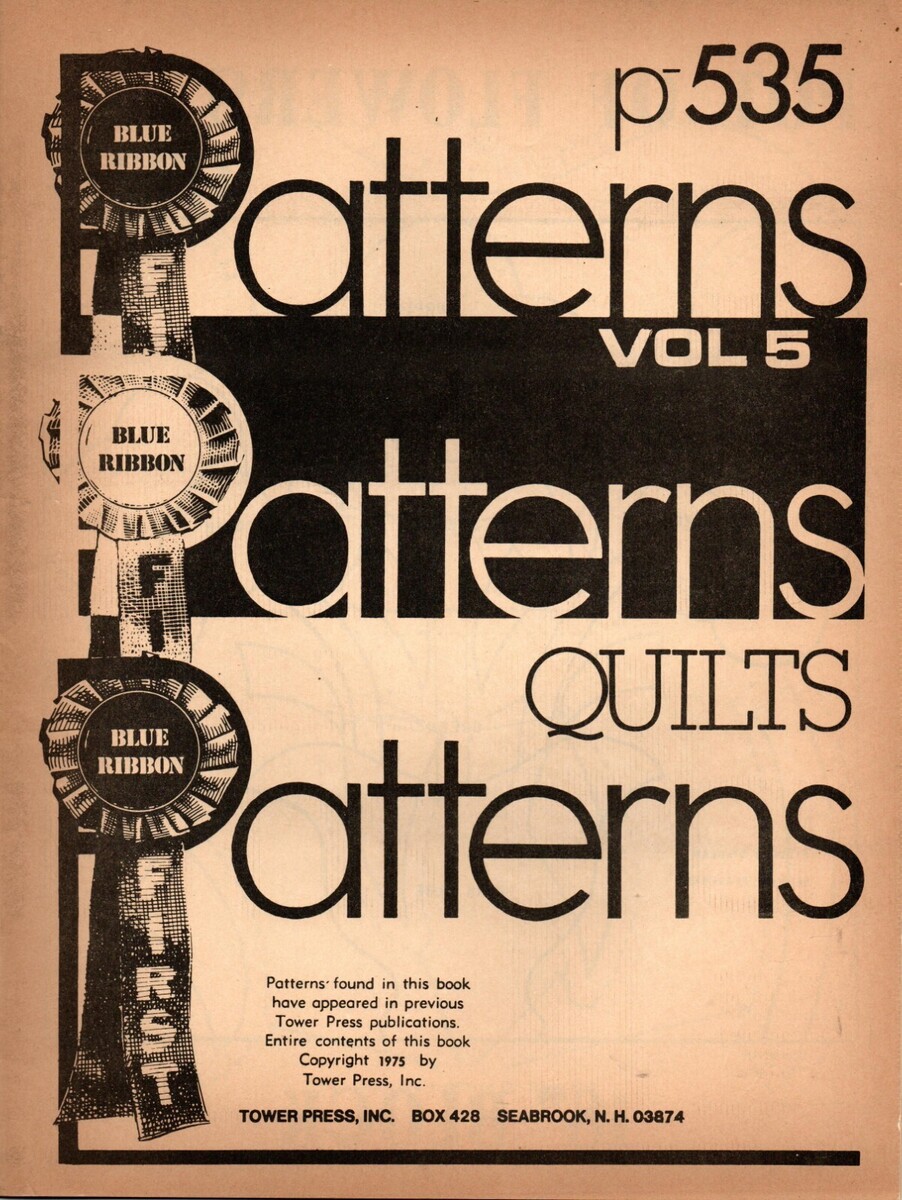 p-535
BLUE
RIBBON
Patterns
FI
VOL 5
BLUE
RIBBON
Patterns
FI
QUILTS
BLUE
RIBBON
Patterns
FIRST
Patterns found in this book
have appeared in previous
Tower Press publications.
Entire contents of this book
Copyright 1975 by
Tower Press, Inc.
TOWER PRESS, INC. BOX 428 SEABROOK, N. H. 03874